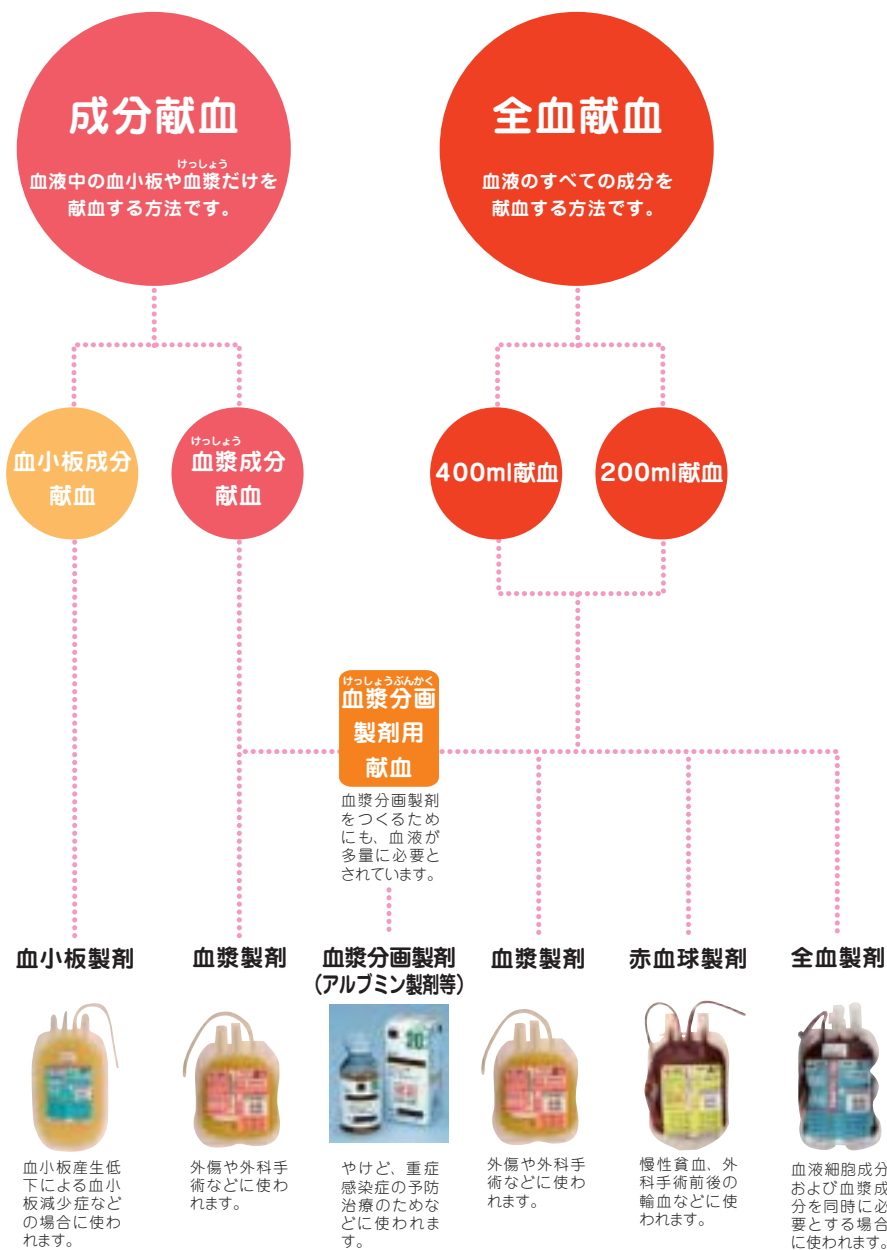 成分献血
けっしょう
血液中の血小板や血漿だけを
献血する方法です。
全血献血
血液のすべての成分を
献血する方法です。
血小板成分
献血
けっしょう
血漿成分
献血
400ml献血
200ml献血
けっしょうぶんかく
血漿分画
製剤用
献血
血漿分画製剤
をつくるため
にも、血液が
多量に必要と
されています。
血小板製剤
血漿製剤
血漿分画製剤
(アルブミン製剤等)
血漿製剤
赤血球製剤
全血製剤
20
血小板産生低
下による血小
板減少症など
の場合に使わ
れます。
外傷や外科手
術などに使わ
れます。
やけど、重症
感染症の予防
治療のためな
どに使われま
す。
外傷や外科手
術などに使わ
れます。
慢性貧血、外
科手術前後の
輸血などに使
われます。
血液細胞成分
および血漿成
分を同時に必
要とする場合
に使われます。